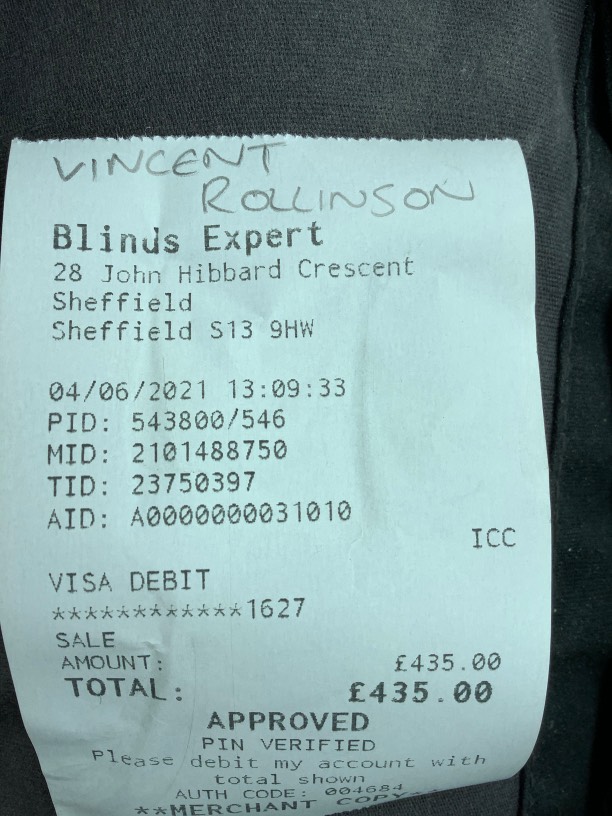 VINCENT
ROLLINSON
Blinds Expert
28 John Hibbard Crescent
Sheffield
Sheffield S13 9HW
04/06/2021 13:09:33
PID: 543800/546
MID: 2101488750
TID: 23750397
AID: A0000000031010
ICC
VISA DEBIT
************1627
SALE
AMOUNT: £435.00
TOTAL: £435.00
APPROVED
PIN VERIFIED
Please debit my account with
total shown
AUTH CODE: 004684
**MERCHANT COPY**